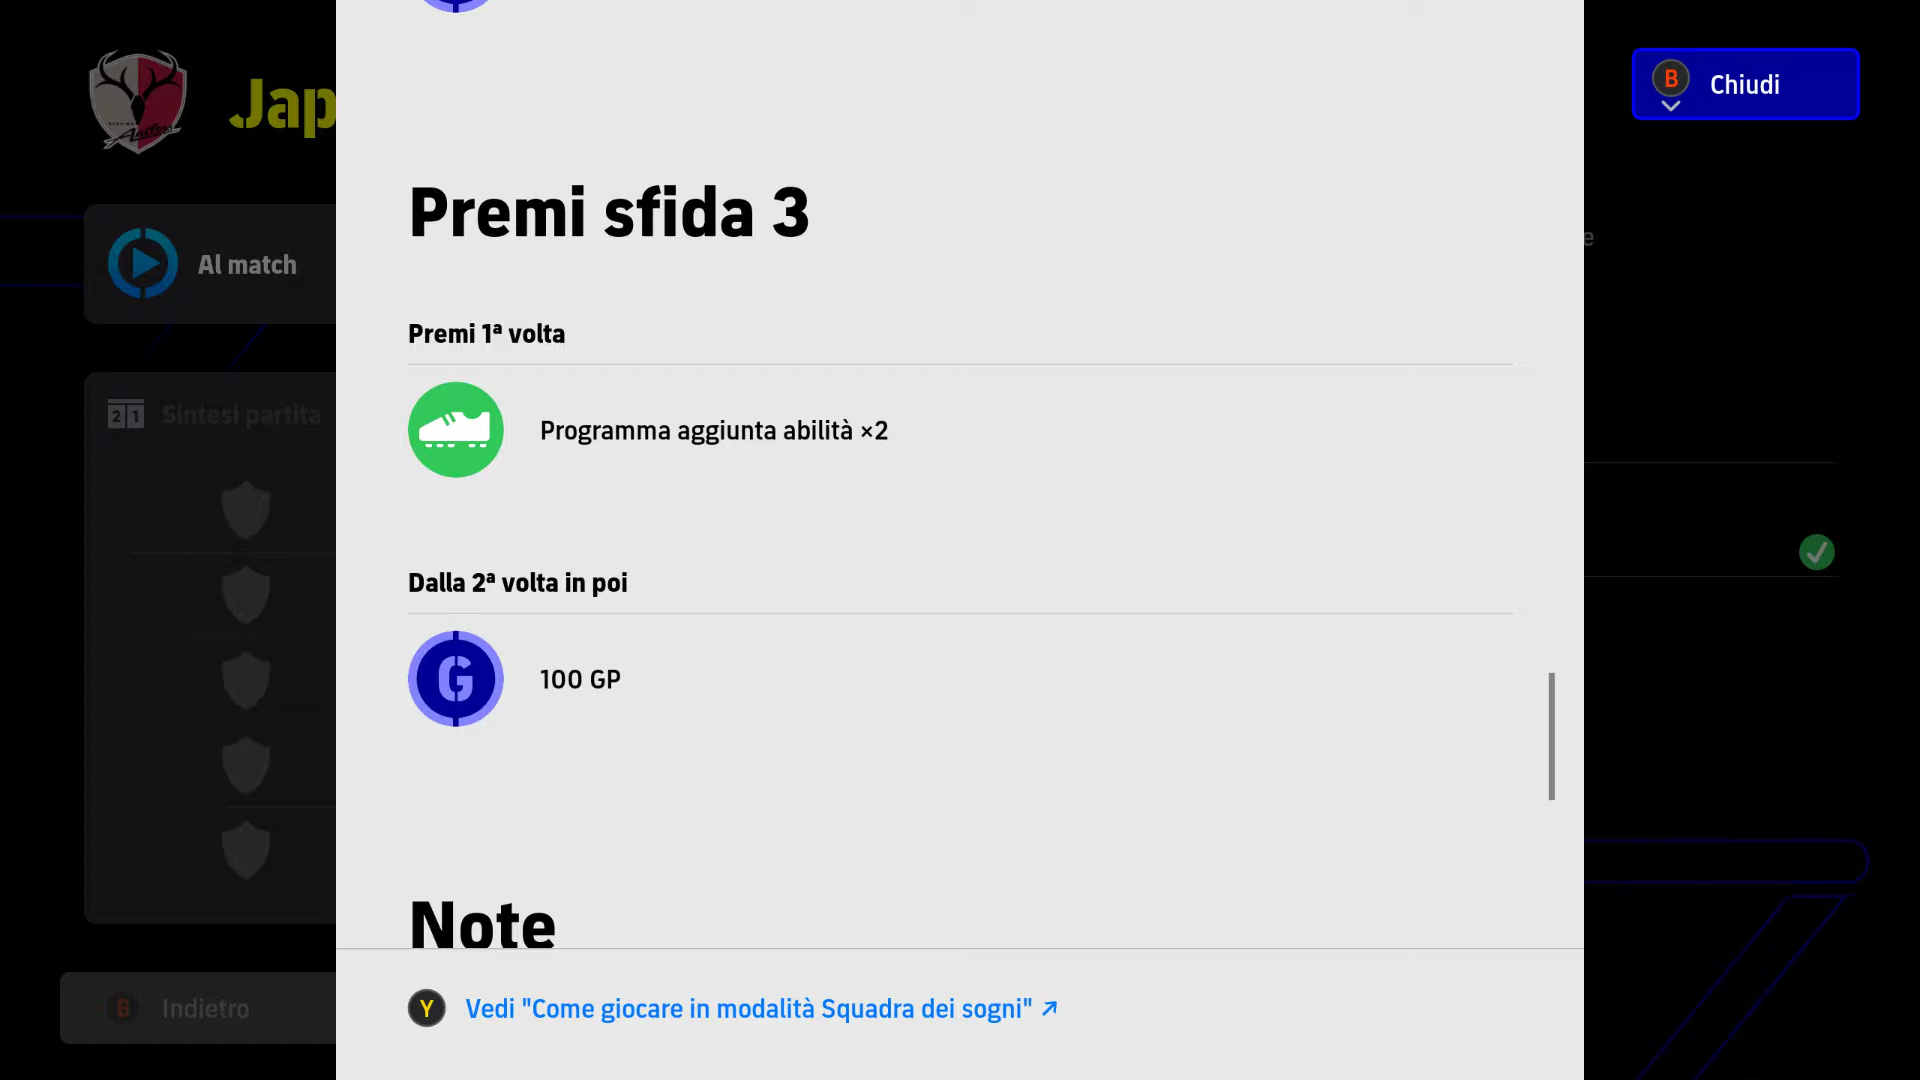 Jap
B
Chiudi
Premi sfida 3
Al match
Premi 1ª volta
Programma aggiunta abilità ×2
21 Sintesi partita
Dalla 2ª volta in poi
G
100 GP
Note
B Indietro
Y Vedi "Come giocare in modalità Squadra dei sogni"